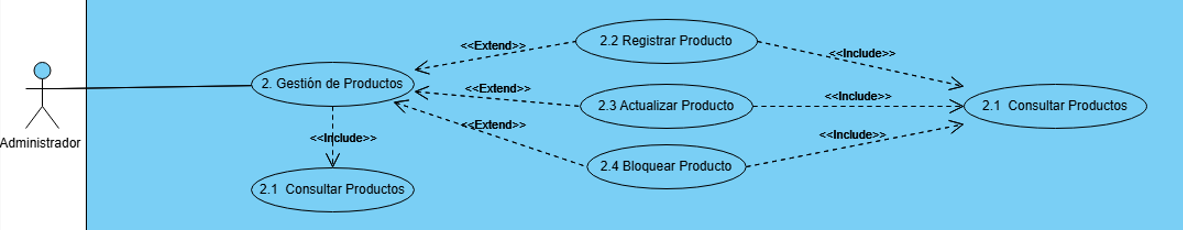 <<Extend>>
2.2 Registrar Producto
<<Include>>
2. Gestión de Productos
<<Extend>>
2.3 Actualizar Producto
<<Include>>
2.1 Consultar Productos
<<Extend>>
<<Include>>
<<Include>>
Administrador
2.4 Bloquear Producto
2.1 Consultar Productos